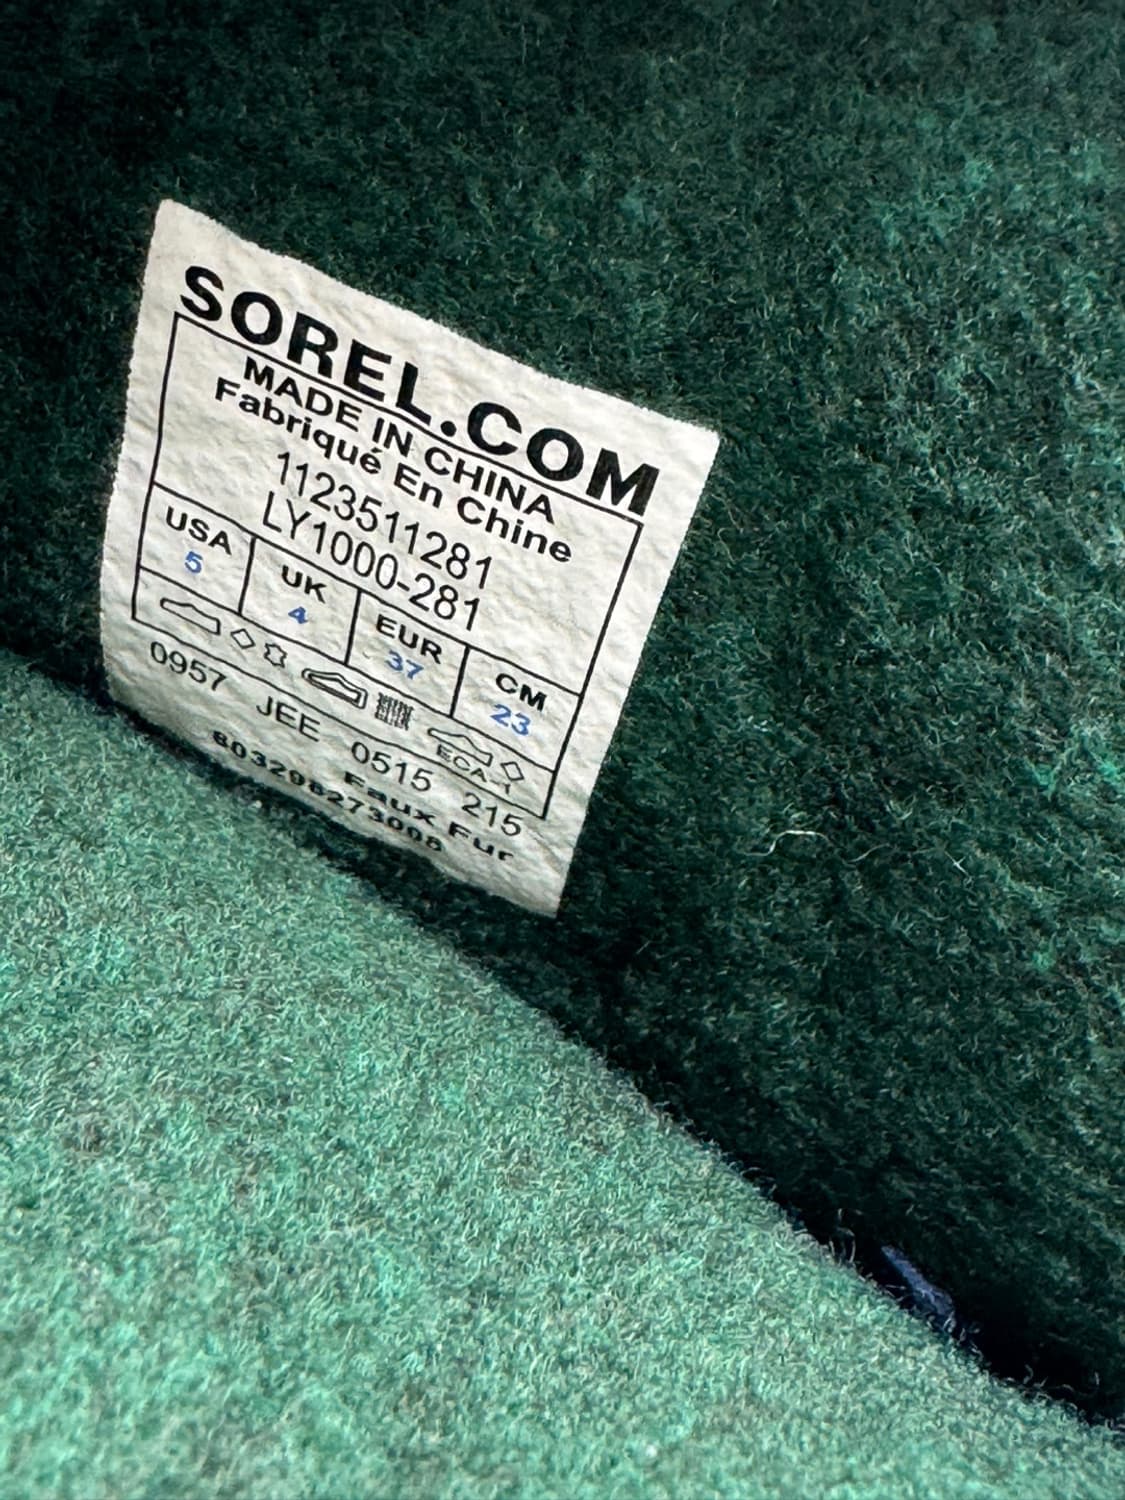 SOREL.COM
MADE IN CHINA
Fabriqué En Chine
1123511281
LY1000-281
USA UK EUR CM
5 4 37 23
ECA-1
0957 JEE 0515 215
Faux Fur
803298273008